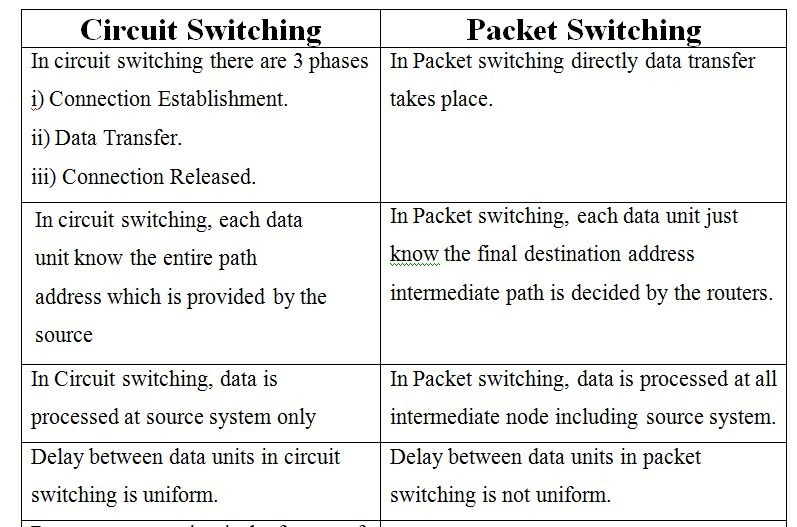 Circuit Switching
Packet Switching
In circuit switching there are 3 phases
i) Connection Establishment.
ii) Data Transfer.
iii) Connection Released.
In Packet switching directly data transfer
takes place.
In circuit switching, each data
unit know the entire path
address which is provided by the
source
In Packet switching, each data unit just
know the final destination address
intermediate path is decided by the routers.
In Circuit switching, data is
processed at source system only
In Packet switching, data is processed at all
intermediate node including source system.
Delay between data units in circuit
switching is uniform.
Delay between data units in packet
switching is not uniform.